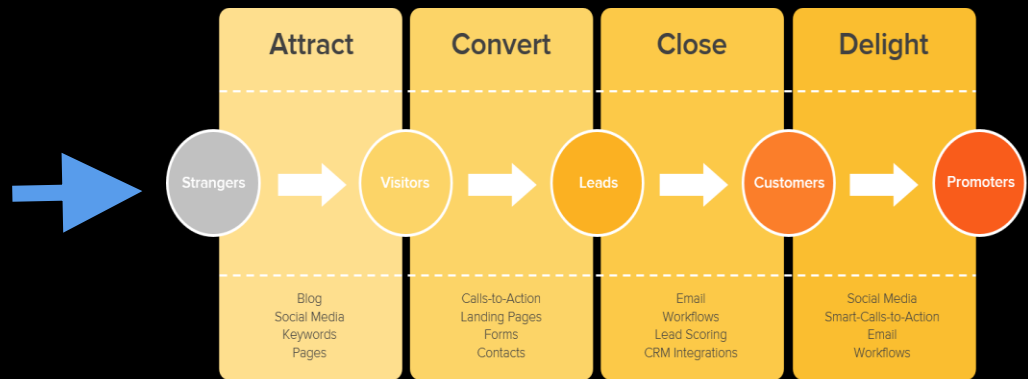 Attract
Convert
Close
Delight
Strangers
Visitors
Leads
Customers
Promoters
Blog
Social Media
Keywords
Pages
Calls-to-Action
Landing Pages
Forms
Contacts
Email
Workflows
Lead Scoring
CRM Integrations
Social Media
Smart-Calls-to-Action
Email
Workflows